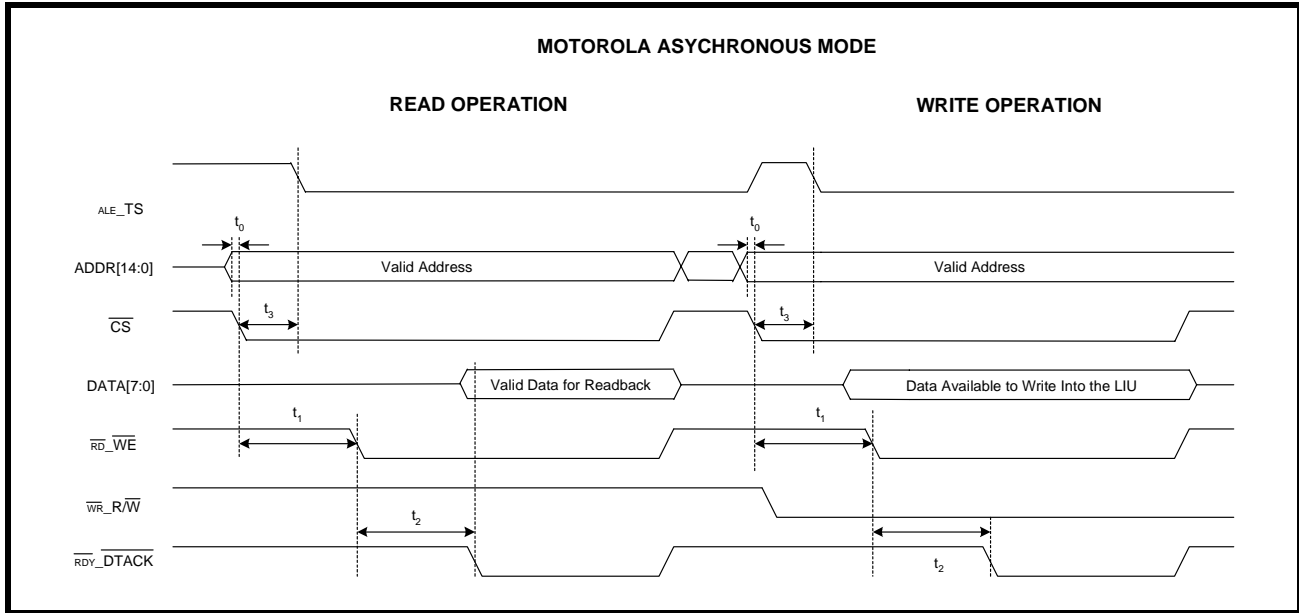 MOTOROLA ASYCHRONOUS MODE
READ OPERATION
WRITE OPERATION
ALE_TS
t0
t0
ADDR[14:0]
Valid Address
Valid Address
CS
t3
t3
DATA[7:0]
Valid Data for Readback
Data Available to Write Into the LIU
RD_WE
t1
t1
WR_R/W
t2
RDY_DTACK
t2